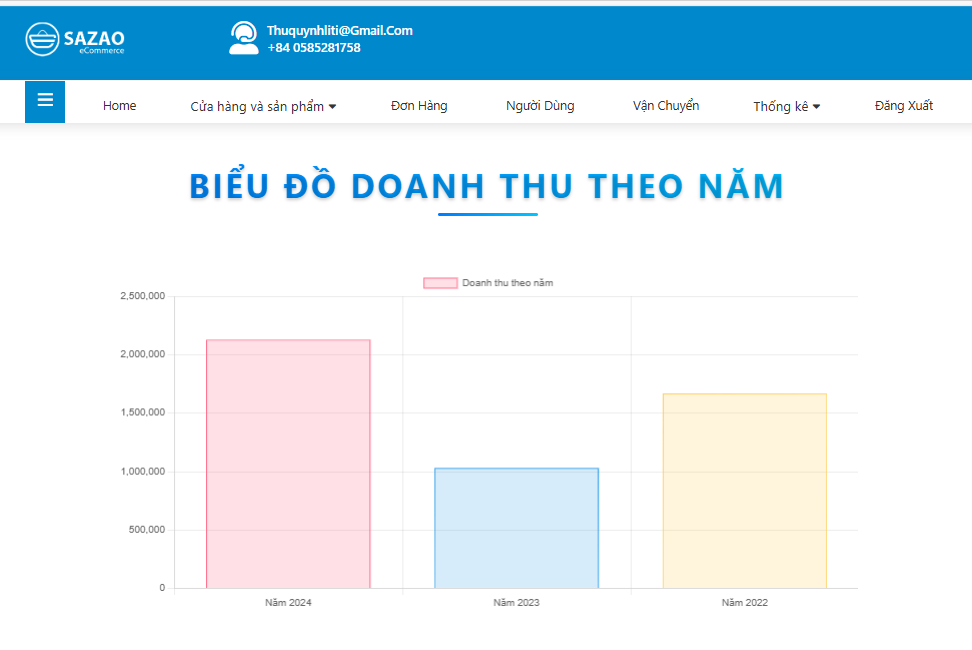 SAZAO
eCommerce
Thuquynhliti@Gmail.Com
+84 0585281758
Home
Cửa hàng và sản phẩm
Đơn Hàng
Người Dùng
Vận Chuyển
Thống kê
Đăng Xuất
BIỂU ĐỒ DOANH THU THEO NĂM
Doanh thu theo năm
2,500,000
2,000,000
1,500,000
1,000,000
500,000
0
Năm 2024
Năm 2023
Năm 2022